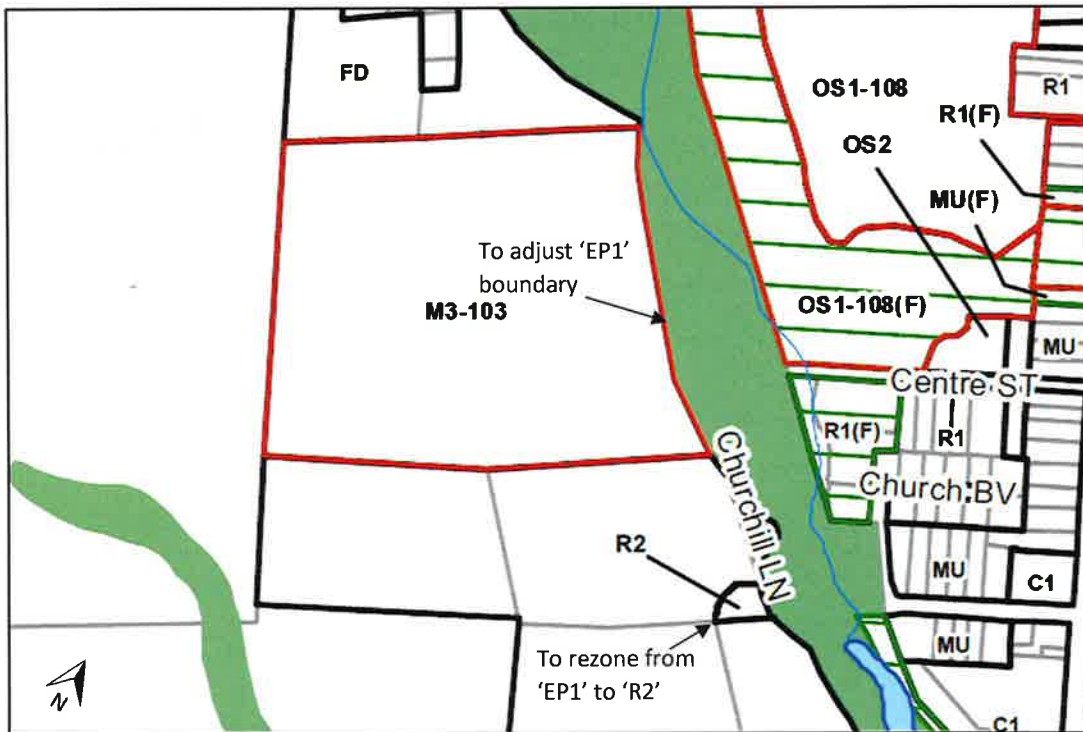 FD
OS1-108
R1
R1(F)
OS2
MU(F)
To adjust ‘EP1’
boundary
M3-103
OS1-108(F)
MU
Centre ST
R1(F)
R1
Church BV
Churchill LN
R2
MU
C1
MU
To rezone from
‘EP1’ to ‘R2’
N
C1